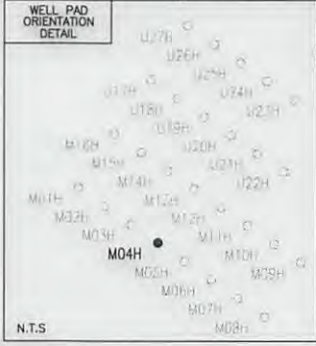 WELL PAD
ORIENTATION
DETAIL
U27H
U26H
U25H
U24H
U23H
U17H
U18H
U19H
U20H
U21H
U22H
M16H
M15H
M14H
M13H
M12H
M11H
M10H
M09H
M01H
M02H
M03H
M04H
M05H
M06H
M07H
M08H
N.T.S